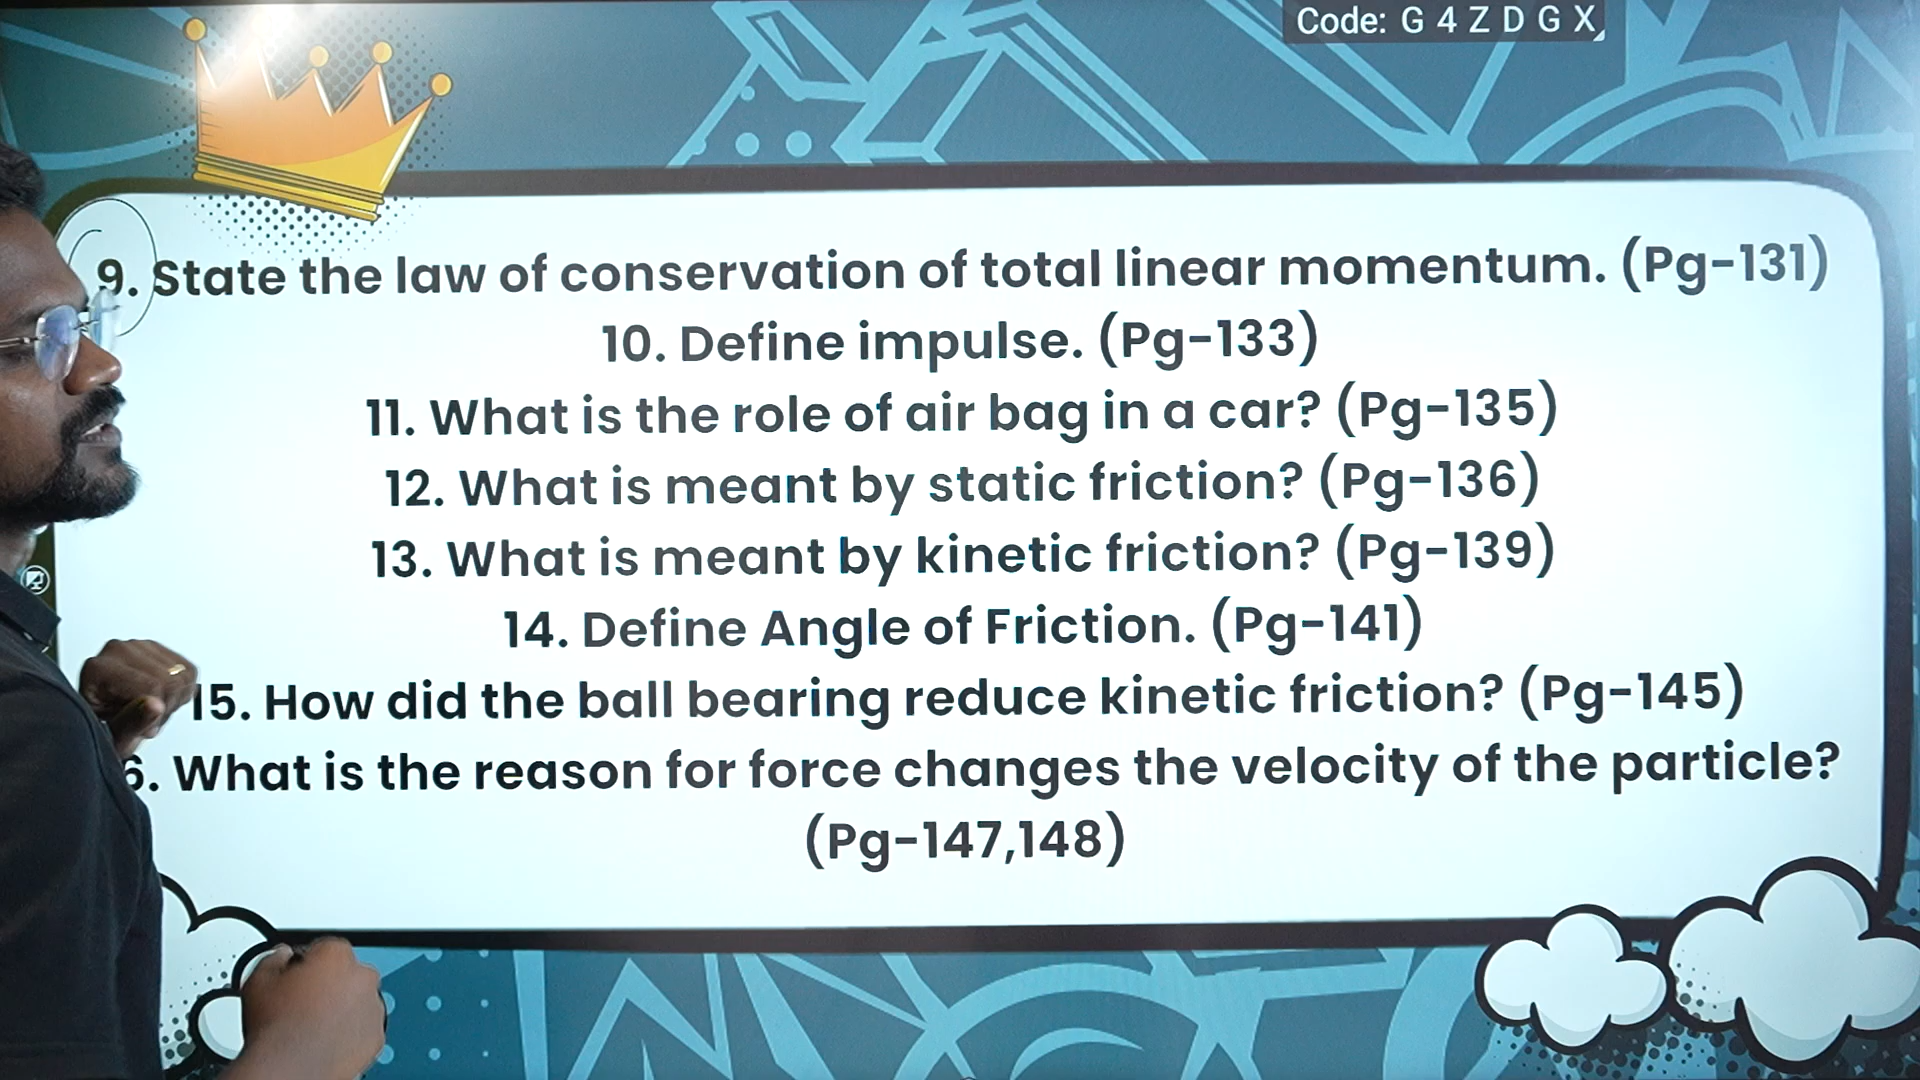 Code: G 4 Z D G X
9. State the law of conservation of total linear momentum. (Pg-131)
10. Define impulse. (Pg-133)
11. What is the role of air bag in a car? (Pg-135)
12. What is meant by static friction? (Pg-136)
13. What is meant by kinetic friction? (Pg-139)
14. Define Angle of Friction. (Pg-141)
15. How did the ball bearing reduce kinetic friction? (Pg-145)
6. What is the reason for force changes the velocity of the particle?
(Pg-147,148)